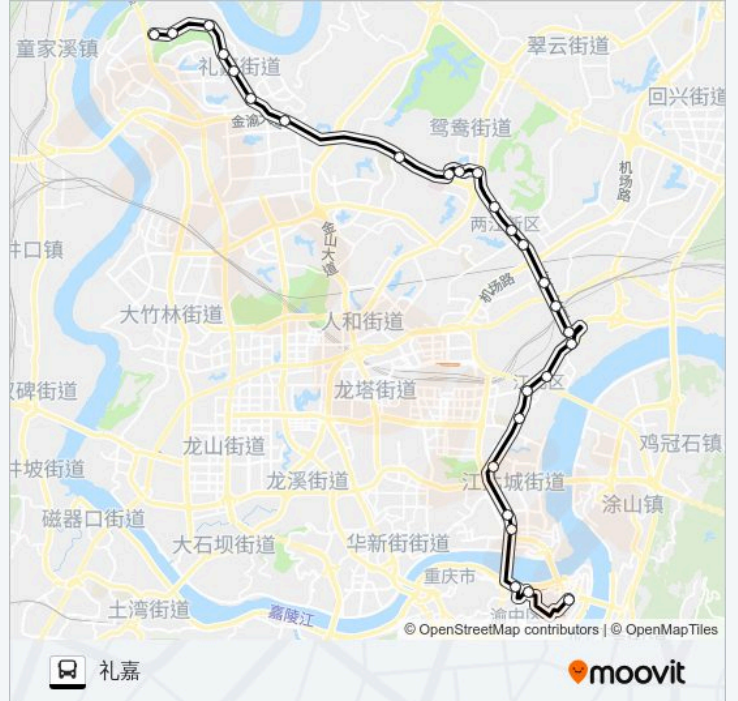 童家溪镇
翠云街道
礼嘉街道
回兴街道
金渝大道
鸳鸯街道
机场路
两江新区
井口镇
金山大道
机场路
大竹林街道
人和街道
双碑街道
龙塔街道
江北区
龙山街道
鸡冠石镇
井坡街道
龙溪街道
江北城街道
涂山镇
磁器口街道
大石坝街道
华新街街道
重庆市
土湾街道
嘉陵江
渝中区
© OpenStreetMap contributors | © OpenMapTiles
礼嘉
moovit